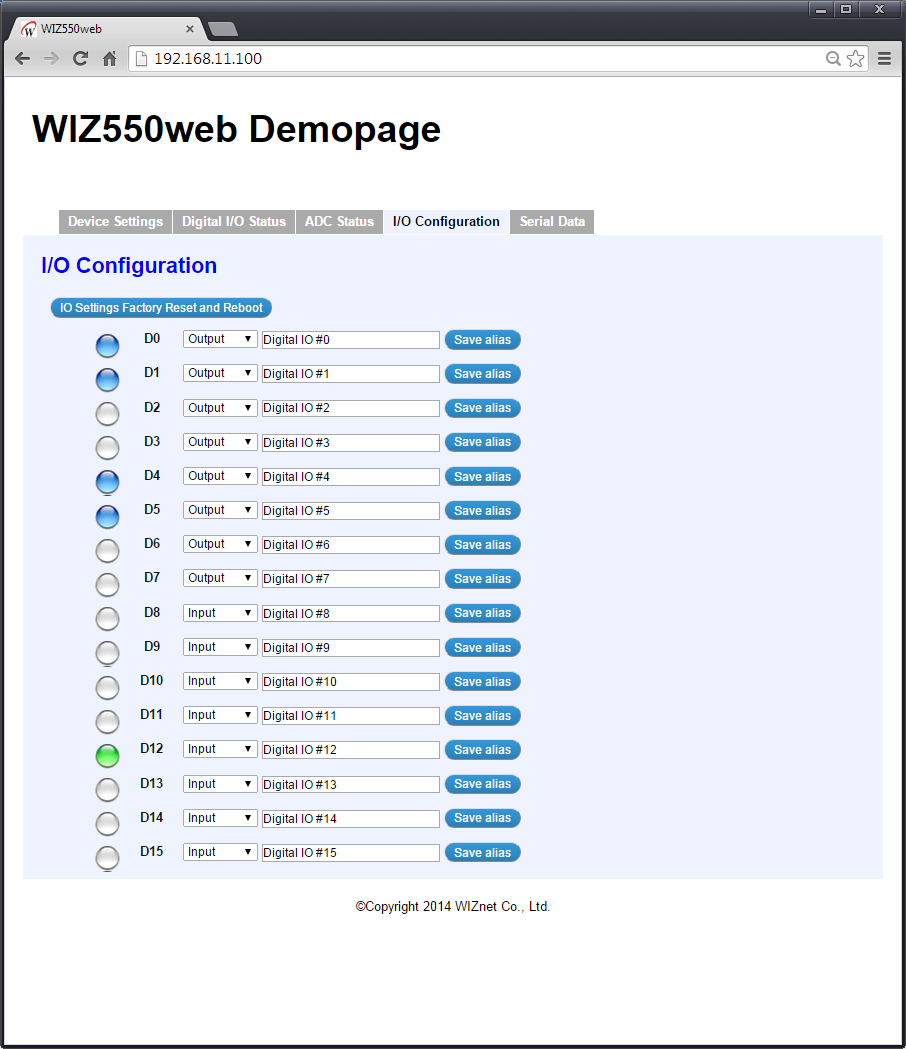 WIZ550web
192.168.11.100
WIZ550web Demopage
Device Settings Digital I/O Status ADC Status I/O Configuration Serial Data
I/O Configuration
IO Settings Factory Reset and Reboot
D0 Output Digital IO #0 Save alias
D1 Output Digital IO #1 Save alias
D2 Output Digital IO #2 Save alias
D3 Output Digital IO #3 Save alias
D4 Output Digital IO #4 Save alias
D5 Output Digital IO #5 Save alias
D6 Output Digital IO #6 Save alias
D7 Output Digital IO #7 Save alias
D8 Input Digital IO #8 Save alias
D9 Input Digital IO #9 Save alias
D10 Input Digital IO #10 Save alias
D11 Input Digital IO #11 Save alias
D12 Input Digital IO #12 Save alias
D13 Input Digital IO #13 Save alias
D14 Input Digital IO #14 Save alias
D15 Input Digital IO #15 Save alias
©Copyright 2014 WIZnet Co., Ltd.